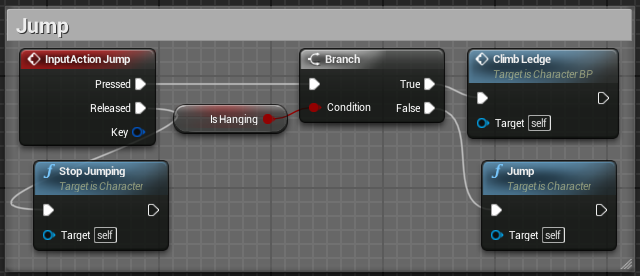 Jump
InputAction Jump
Pressed
Released
Key
Is Hanging
Branch
True
Condition
False
Climb Ledge
Target is Character BP
Target self
Stop Jumping
Target is Character
Target self
Jump
Target is Character
Target self